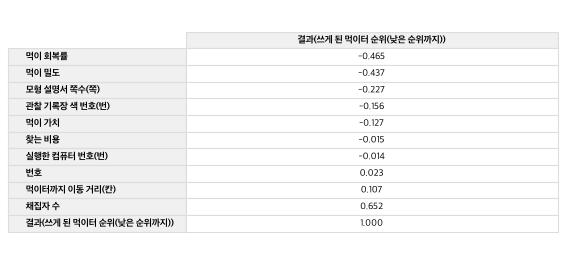 결과(쓰게 된 먹이터 순위(낮은 순위까지))
먹이 회복률 -0.465
먹이 밀도 -0.437
모형 설명서 쪽수(쪽) -0.227
관찰 기록장 색 번호(번) -0.156
먹이 가치 -0.127
찾는 비용 -0.015
실행한 컴퓨터 번호(번) -0.014
번호 0.023
먹이터까지 이동 거리(칸) 0.107
채집자 수 0.652
결과(쓰게 된 먹이터 순위(낮은 순위까지)) 1.000